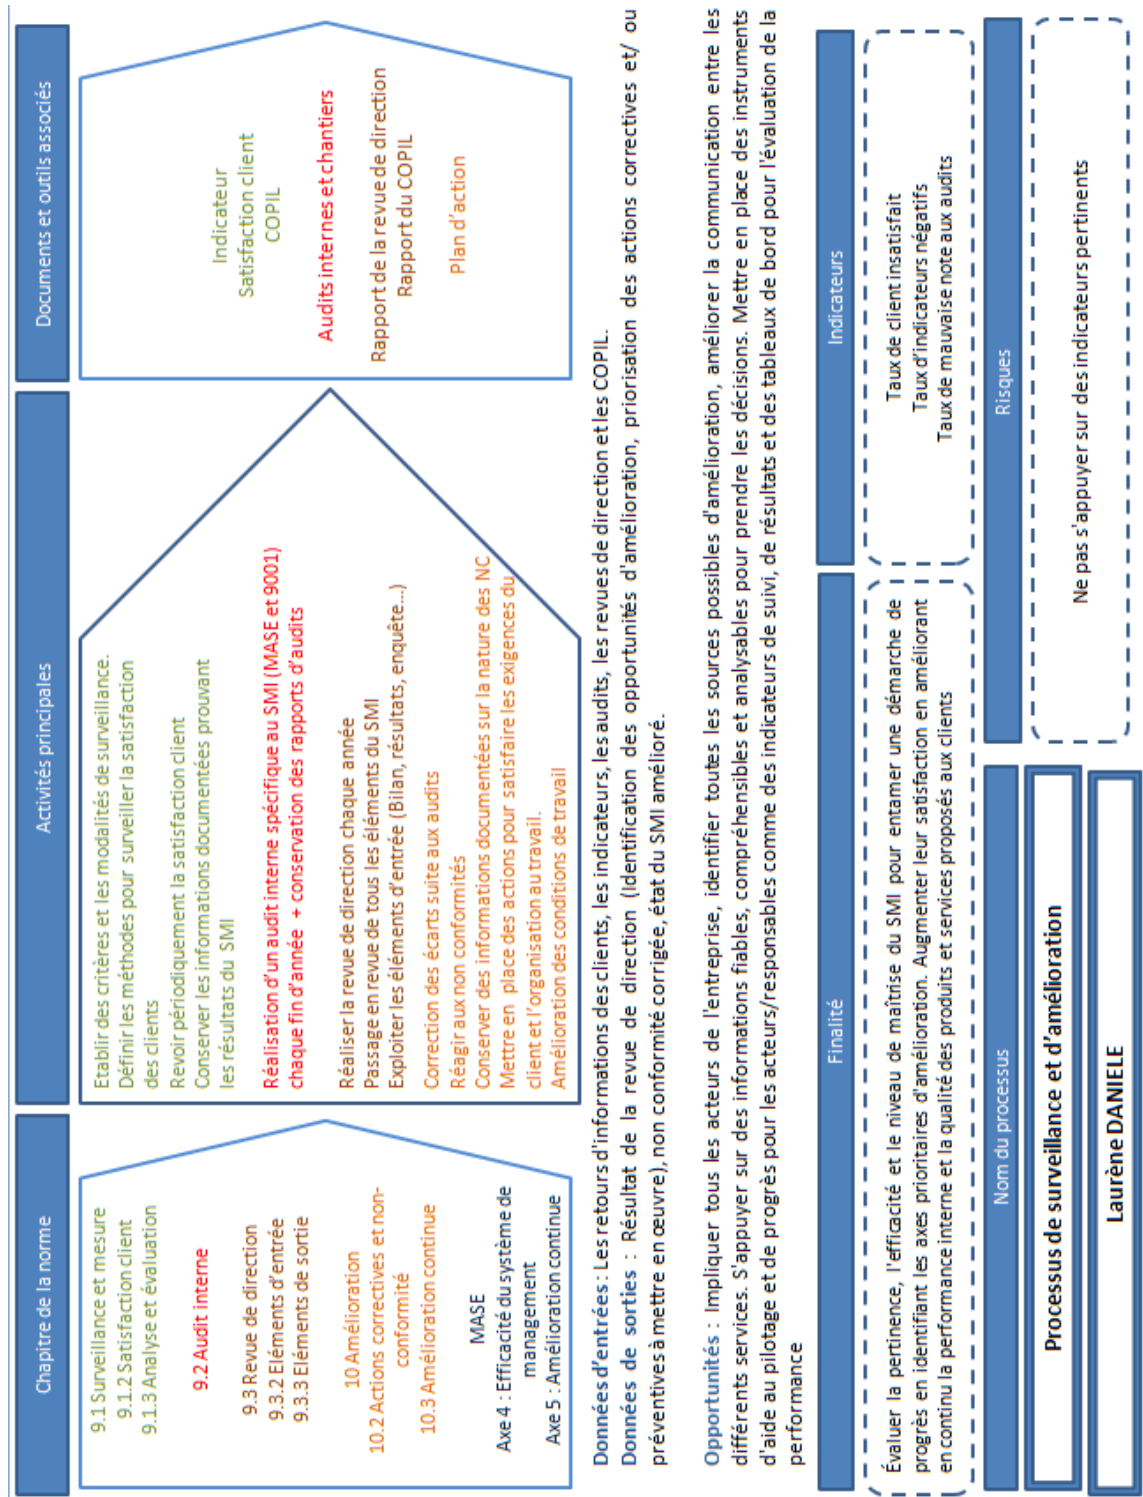 Chapitre de la norme
9.1 Surveillance et mesure
9.1.2 Satisfaction client
9.1.3 Analyse et évaluation
9.2 Audit interne
9.3 Revue de direction
9.3.2 Eléments d'entrée
9.3.3 Eléments de sortie
10 Amélioration
10.2 Actions correctives et non-
conformité
10.3 Amélioration continue
MASE
Axe 4 : Efficacité du système de
management
Axe 5 : Amélioration continue
Activités principales
Etablir des critères et les modalités de surveillance.
Définir les méthodes pour surveiller la satisfaction
des clients
Revoir périodiquement la satisfaction client
Conserver les informations documentées prouvant
les résultats du SMI
Réalisation d'un audit interne spécifique au SMI (MASE et 9001)
chaque fin d'année + conservation des rapports d'audits
Réaliser la revue de direction chaque année
Passage en revue de tous les éléments du SMI
Exploiter les éléments d'entrée (Bilan, résultats, enquête...)
Correction des écarts suite aux audits
Réagir aux non conformités
Conserver des informations documentées sur la nature des NC
Mettre en place des actions pour satisfaire les exigences du
client et l'organisation au travail.
Amélioration des conditions de travail
Documents et outils associés
Indicateur
Satisfaction client
COPIL
Audits internes et chantiers
Rapport de la revue de direction
Rapport du COPIL
Plan d'action
Données d'entrées : Les retours d'informations des clients, les indicateurs, les audits, les revues de direction et les COPIL.
Données de sorties : Résultat de la revue de direction (Identification des opportunités d'amélioration, priorisation des actions correctives et/ ou
préventives à mettre en œuvre), non conformité corrigée, état du SMI amélioré.
Opportunités : Impliquer tous les acteurs de l'entreprise, identifier toutes les sources possibles d'amélioration, améliorer la communication entre les
différents services. S'appuyer sur des informations fiables, compréhensibles et analysables pour prendre les décisions. Mettre en place des instruments
d'aide au pilotage et de progrès pour les acteurs/responsables comme des indicateurs de suivi, de résultats et des tableaux de bord pour l'évaluation de la
performance
Finalité
Évaluer la pertinence, l'efficacité et le niveau de maîtrise du SMI pour entamer une démarche de
progrès en identifiant les axes prioritaires d'amélioration. Augmenter leur satisfaction en améliorant
en continu la performance interne et la qualité des produits et services proposés aux clients
Indicateurs
Taux de client insatisfait
Taux d'indicateurs négatifs
Taux de mauvaise note aux audits
Nom du processus
Processus de surveillance et d'amélioration
Laurène DANIELE
Risques
Ne pas s'appuyer sur des indicateurs pertinents